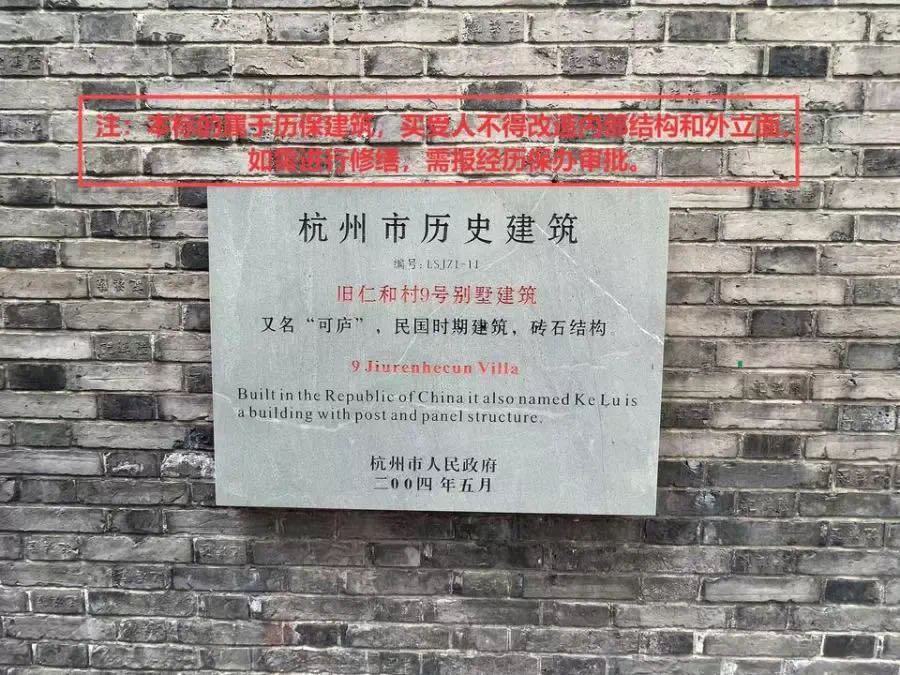 注：本标的属于历保建筑，买受人不得改造内部结构和外立面。
如需进行修缮，需报经历保办审批。
杭州市历史建筑
编号:LSJZ1-11
旧仁和村9号别墅建筑
又名“可庐”，民国时期建筑，砖石结构
9 Jiurenhecun Villa
Built in the Republic of China it also named Ke Lu is
a building with post and panel structure.
杭州市人民政府
二00四年五月